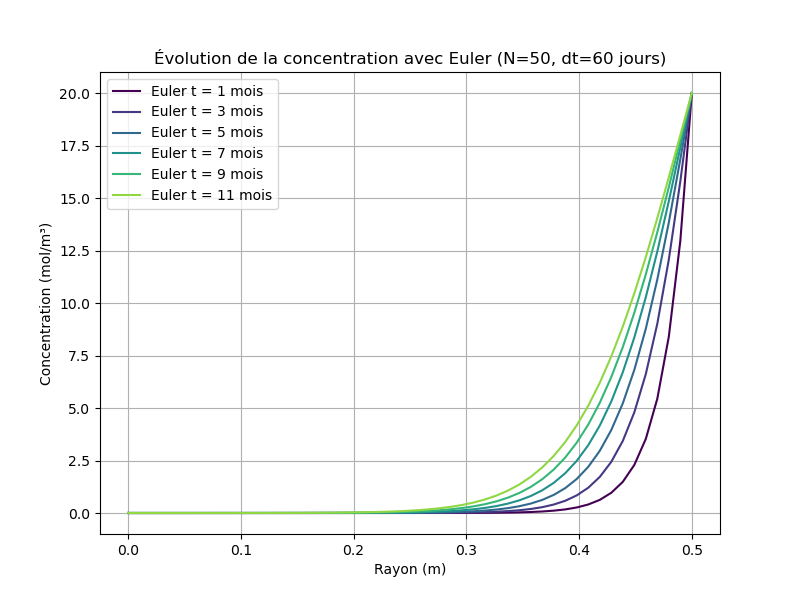 Évolution de la concentration avec Euler (N=50, dt=60 jours)
Euler t = 1 mois
Euler t = 3 mois
Euler t = 5 mois
Euler t = 7 mois
Euler t = 9 mois
Euler t = 11 mois
Concentration (mol/m³)
20.0
17.5
15.0
12.5
10.0
7.5
5.0
2.5
0.0
0.0 0.1 0.2 0.3 0.4 0.5
Rayon (m)